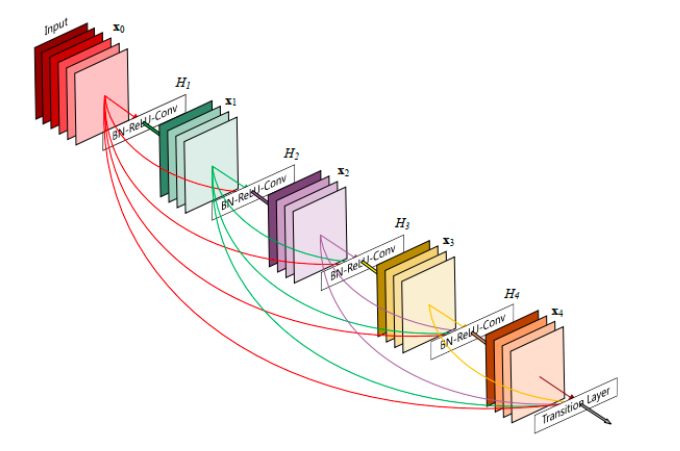 Input
x0
H1
BN-ReLU-Conv
x1
H2
BN-ReLU-Conv
x2
H3
BN-ReLU-Conv
x3
H4
BN-ReLU-Conv
x4
Transition Layer